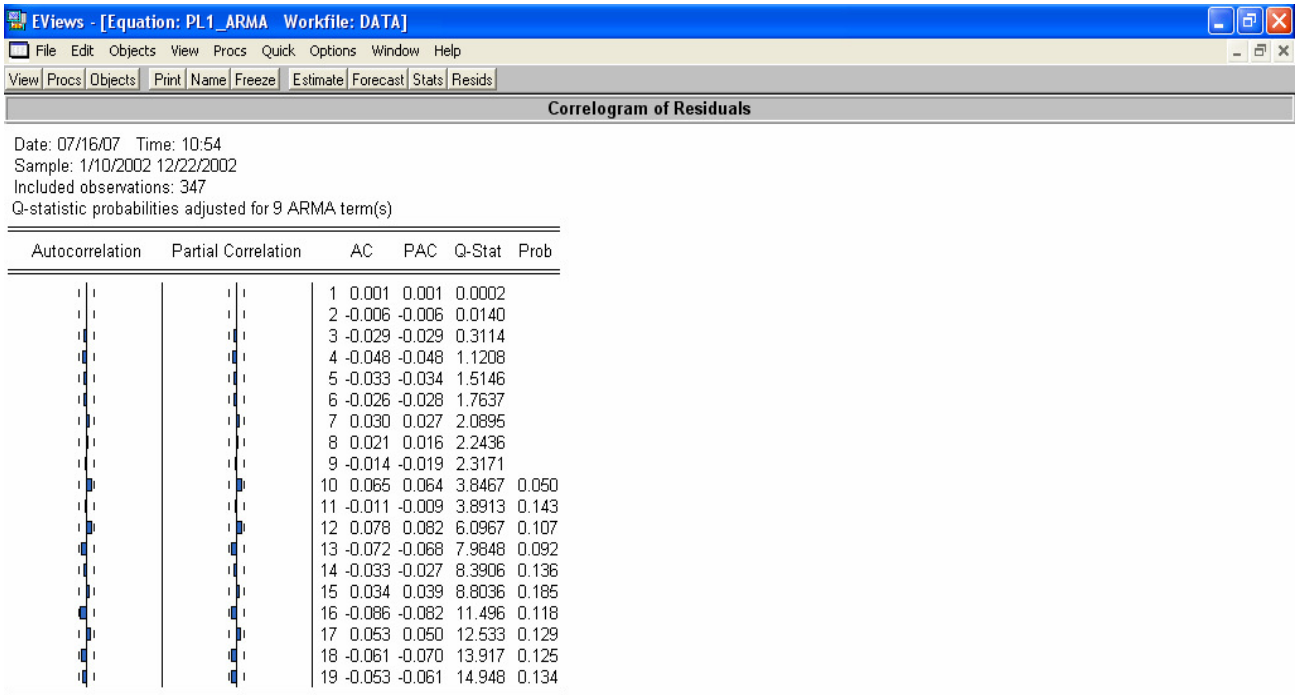 EViews - [Equation: PL1_ARMA Workfile: DATA]
File Edit Objects View Procs Quick Options Window Help
View Procs Objects Print Name Freeze Estimate Forecast Stats Resids
Correlogram of Residuals
Date: 07/16/07 Time: 10:54
Sample: 1/10/2002 12/22/2002
Included observations: 347
Q-statistic probabilities adjusted for 9 ARMA term(s)
Autocorrelation Partial Correlation AC PAC Q-Stat Prob
1 0.001 0.001 0.0002
2 -0.006 -0.006 0.0140
3 -0.029 -0.029 0.3114
4 -0.048 -0.048 1.1208
5 -0.033 -0.034 1.5146
6 -0.026 -0.028 1.7637
7 0.030 0.027 2.0895
8 0.021 0.016 2.2436
9 -0.014 -0.019 2.3171
10 0.065 0.064 3.8467 0.050
11 -0.011 -0.009 3.8913 0.143
12 0.078 0.082 6.0967 0.107
13 -0.072 -0.068 7.9848 0.092
14 -0.033 -0.027 8.3906 0.136
15 0.034 0.039 8.8036 0.185
16 -0.086 -0.082 11.496 0.118
17 0.053 0.050 12.533 0.129
18 -0.061 -0.070 13.917 0.125
19 -0.053 -0.061 14.948 0.134